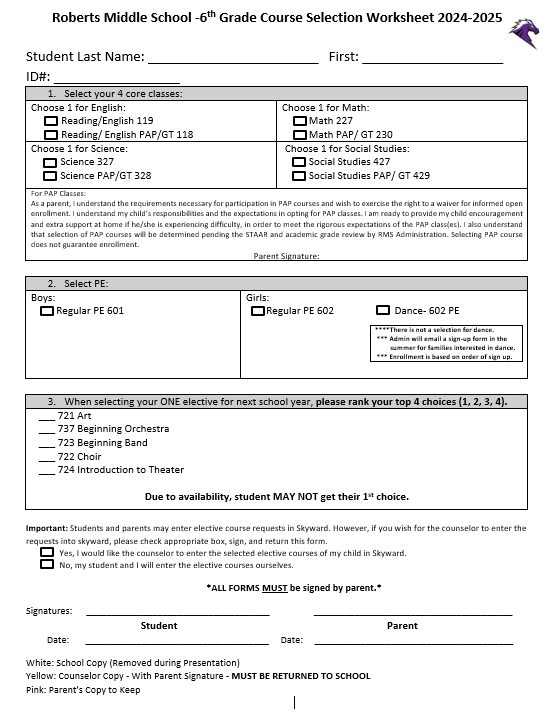 Roberts Middle School -6th Grade Course Selection Worksheet 2024-2025
Student Last Name: ____________________ First: ____________________
ID#: ____________________
1. Select your 4 core classes:
Choose 1 for English:
Reading/English 119
Reading/ English PAP/GT 118
Choose 1 for Math:
Math 227
Math PAP/ GT 230
Choose 1 for Science:
Science 327
Science PAP/GT 328
Choose 1 for Social Studies:
Social Studies 427
Social Studies PAP/ GT 429
For PAP Classes:
As a parent, I understand the requirements necessary for participation in PAP courses and wish to exercise the right to a waiver for informed open
enrollment. I understand my child's responsibilities and the expectations in opting for PAP classes. I am ready to provide my child encouragement
and extra support at home if he/she is experiencing difficulty, in order to meet the rigorous expectations of the PAP class(es). I also understand
that selection of PAP courses will be determined pending the STAAR and academic grade review by RMS Administration. Selecting PAP course
does not guarantee enrollment.
Parent Signature:
2. Select PE:
Boys:
Regular PE 601
Girls:
Regular PE 602
Dance- 602 PE
****There is not a selection for dance.
*** Admin will email a sign-up form in the
summer for families interested in dance.
*** Enrollment is based on order of sign up.
3. When selecting your ONE elective for next school year, please rank your top 4 choices (1, 2, 3, 4).
___ 721 Art
___ 737 Beginning Orchestra
___ 723 Beginning Band
___ 722 Choir
___ 724 Introduction to Theater
Due to availability, student MAY NOT get their 1st choice.
Important: Students and parents may enter elective course requests in Skyward. However, if you wish for the counselor to enter the
requests into skyward, please check appropriate box, sign, and return this form.
Yes, I would like the counselor to enter the selected elective courses of my child in Skyward.
No, my student and I will enter the elective courses ourselves.
*ALL FORMS MUST be signed by parent.*
Signatures: ____________________ ____________________
Student Parent
Date: ____________________ Date: ____________________
White: School Copy (Removed during Presentation)
Yellow: Counselor Copy - With Parent Signature - MUST BE RETURNED TO SCHOOL
Pink: Parent's Copy to Keep